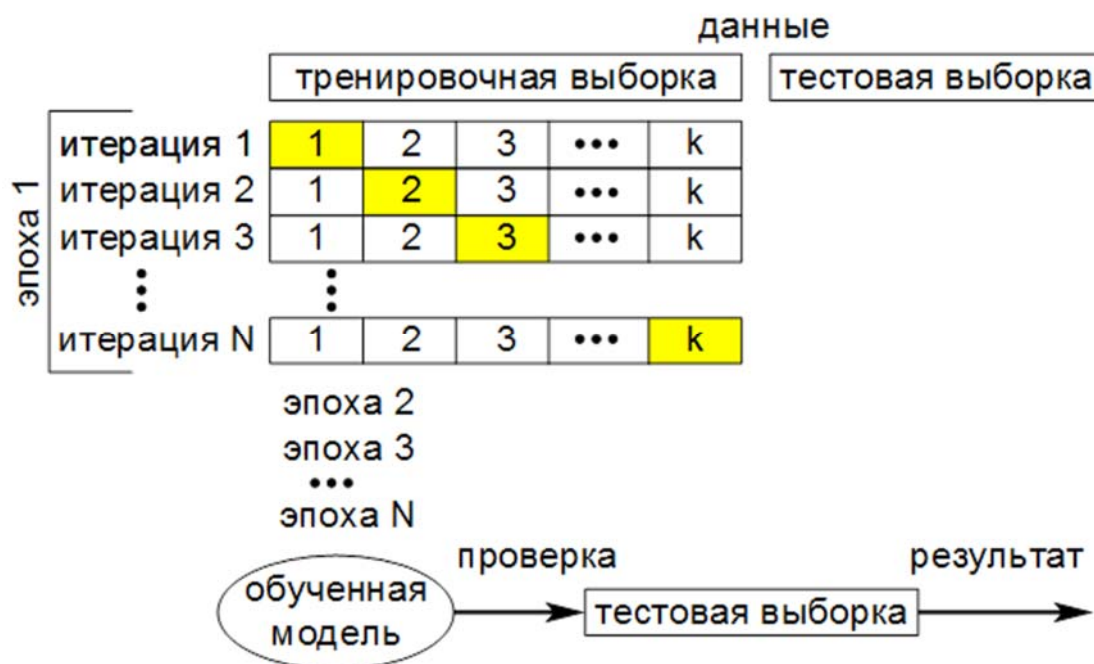 данные
тренировочная выборка тестовая выборка
эпоха 1
итерация 1 1 2 3 ••• k
итерация 2 1 2 3 ••• k
итерация 3 1 2 3 ••• k
итерация N 1 2 3 ••• k
эпоха 2
эпоха 3
•••
эпоха N
обученная
модель
проверка
тестовая выборка
результат